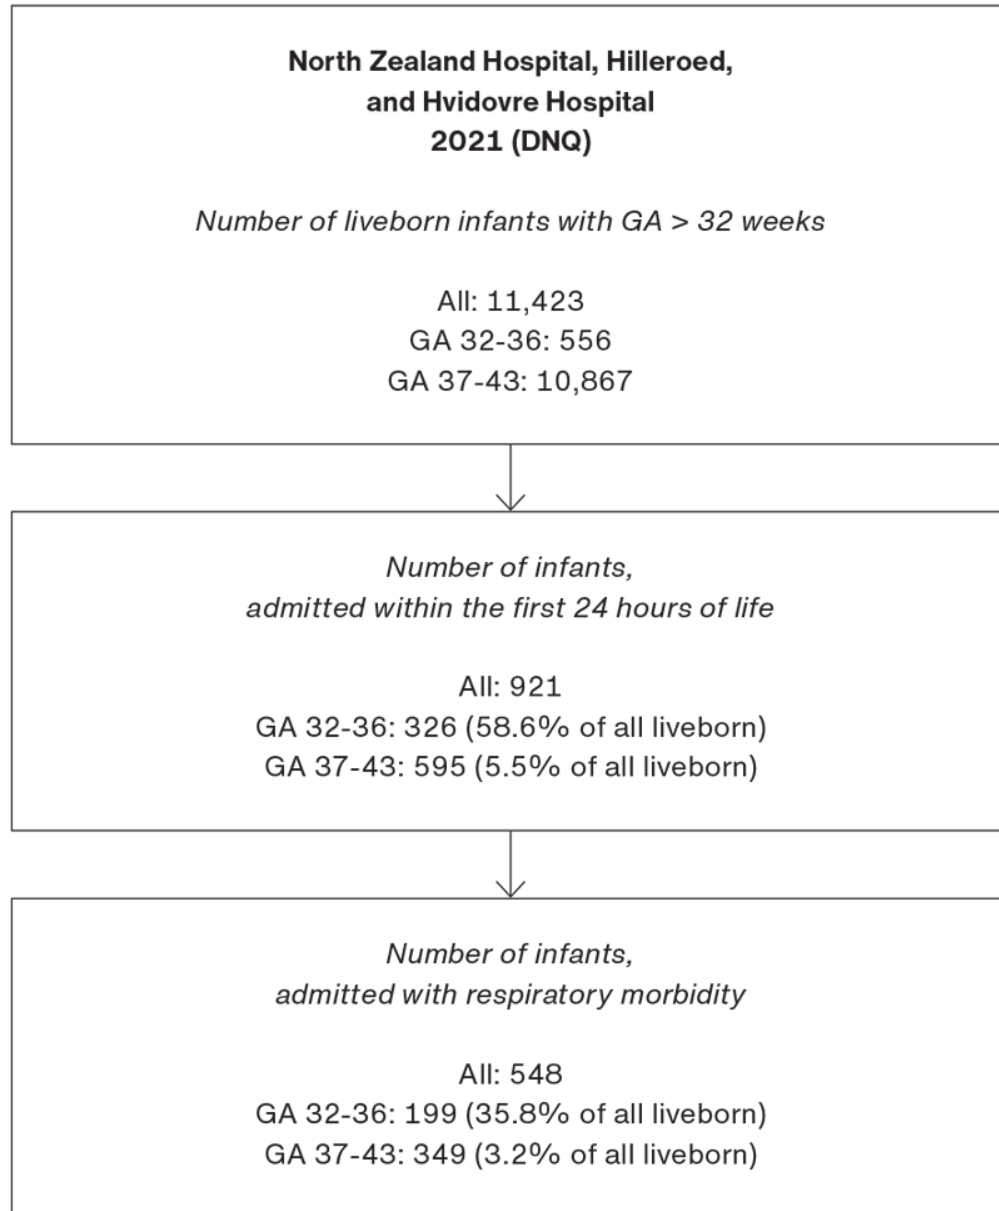 North Zealand Hospital, Hilleroed,
and Hvidovre Hospital
2021 (DNQ)
Number of liveborn infants with GA > 32 weeks
All: 11,423
GA 32-36: 556
GA 37-43: 10,867
Number of infants,
admitted within the first 24 hours of life
All: 921
GA 32-36: 326 (58.6% of all liveborn)
GA 37-43: 595 (5.5% of all liveborn)
Number of infants,
admitted with respiratory morbidity
All: 548
GA 32-36: 199 (35.8% of all liveborn)
GA 37-43: 349 (3.2% of all liveborn)